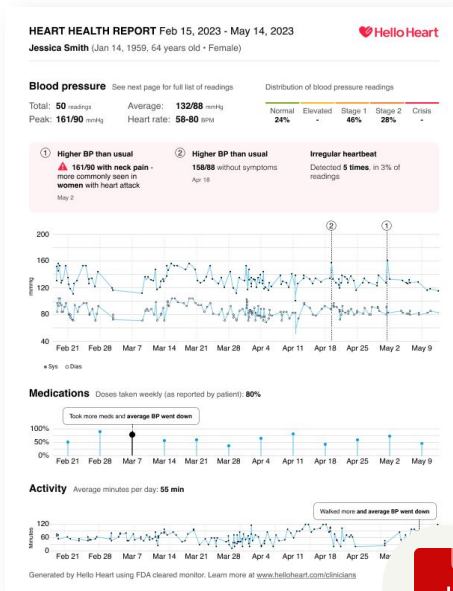 HEART HEALTH REPORT Feb 15, 2023 - May 14, 2023
Hello Heart
Jessica Smith (Jan 14, 1959, 64 years old • Female)
Blood pressure See next page for full list of readings
Distribution of blood pressure readings
Total: 50 readings
Average: 132/88 mmHg
Peak: 161/90 mmHg
Heart rate: 58-80 BPM
Normal Elevated Stage 1 Stage 2 Crisis
24% - 46% 28% -
1 Higher BP than usual
161/90 with neck pain -
more commonly seen in
women with heart attack
May 2
2 Higher BP than usual
158/88 without symptoms
Apr 18
Irregular heartbeat
Detected 5 times, in 3% of
readings
2 1
mmHg
200
160
120
80
40
Feb 21 Feb 28 Mar 7 Mar 14 Mar 21 Mar 28 Apr 4 Apr 11 Apr 18 Apr 25 May 2 May 9
Sys Dias
Medications Doses taken weekly (as reported by patient): 80%
Took more meds and average BP went down
100%
50%
0%
Feb 21 Feb 28 Mar 7 Mar 14 Mar 21 Mar 28 Apr 4 Apr 11 Apr 18 Apr 25 May 2 May 9
Activity Average minutes per day: 55 min
Walked more and average BP went down
Minutes
120
60
0
Feb 21 Feb 28 Mar 7 Mar 14 Mar 21 Mar 28 Apr 4 Apr 11 Apr 18 Apr 25 May 2 May 9
Generated by Hello Heart using FDA cleared monitor. Learn more at www.helloheart.com/clinicians